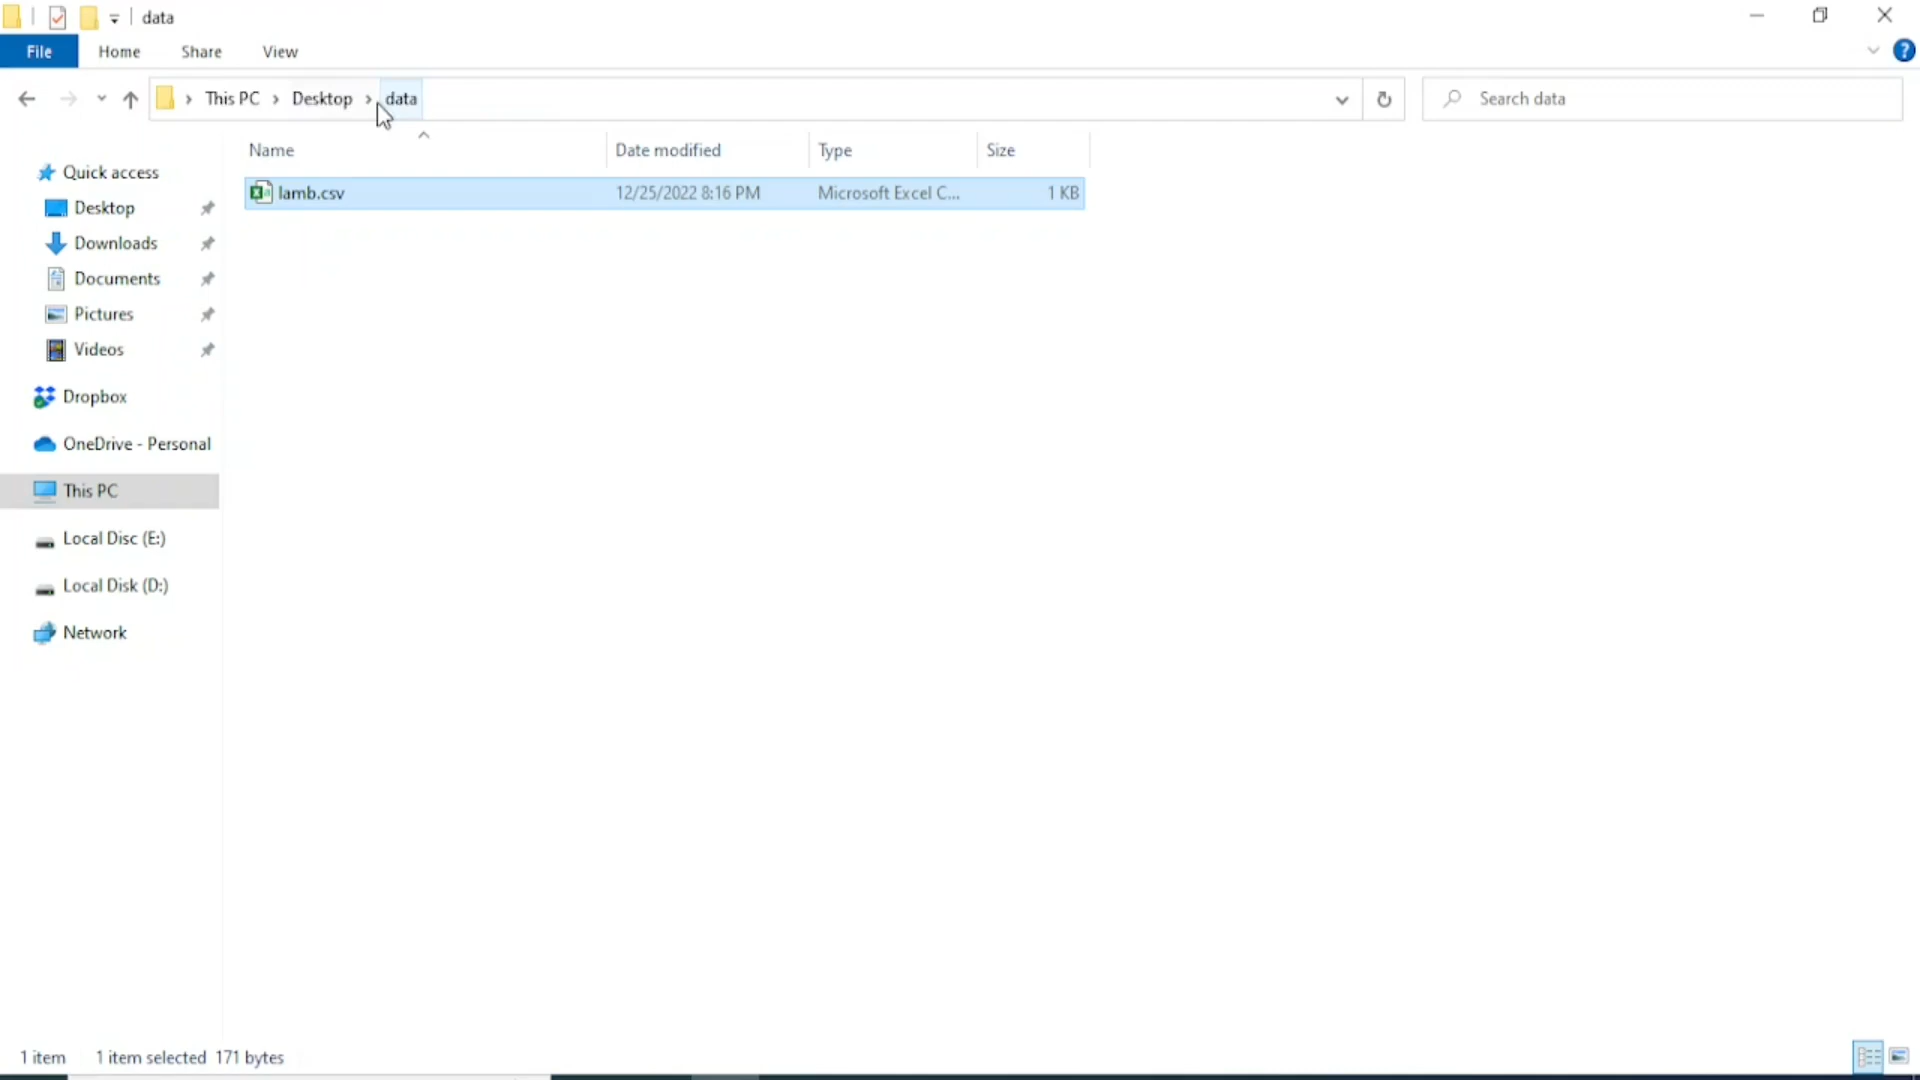 data
File Home Share View
This PC Desktop data
Search data
Name Date modified Type Size
lamb.csv 12/25/2022 8:16 PM Microsoft Excel C... 1 KB
Quick access
Desktop
Downloads
Documents
Pictures
Videos
Dropbox
OneDrive - Personal
This PC
Local Disc (E:)
Local Disk (D:)
Network
1 item 1 item selected 171 bytes